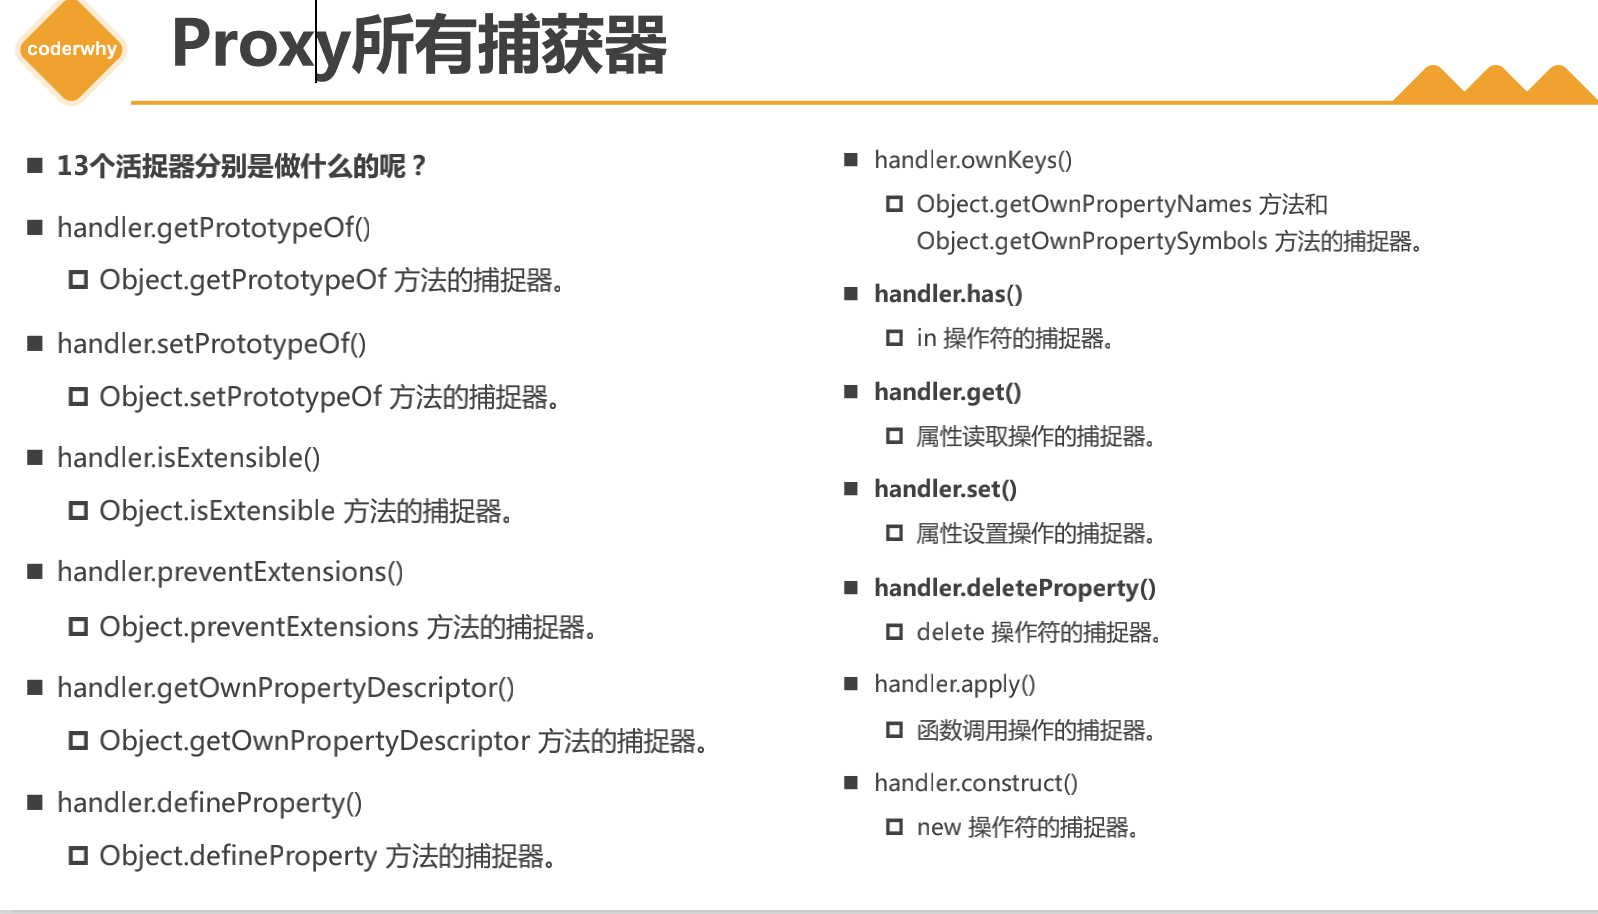 coderwhy
Proxy所有捕获器
13个活捉器分别是做什么的呢？
handler.getPrototypeOf()
Object.getPrototypeOf 方法的捕捉器。
handler.setPrototypeOf()
Object.setPrototypeOf 方法的捕捉器。
handler.isExtensible()
Object.isExtensible 方法的捕捉器。
handler.preventExtensions()
Object.preventExtensions 方法的捕捉器。
handler.getOwnPropertyDescriptor()
Object.getOwnPropertyDescriptor 方法的捕捉器。
handler.defineProperty()
Object.defineProperty 方法的捕捉器。
handler.ownKeys()
Object.getOwnPropertyNames 方法和
Object.getOwnPropertySymbols 方法的捕捉器。
handler.has()
in 操作符的捕捉器。
handler.get()
属性读取操作的捕捉器。
handler.set()
属性设置操作的捕捉器。
handler.deleteProperty()
delete 操作符的捕捉器。
handler.apply()
函数调用操作的捕捉器。
handler.construct()
new 操作符的捕捉器。